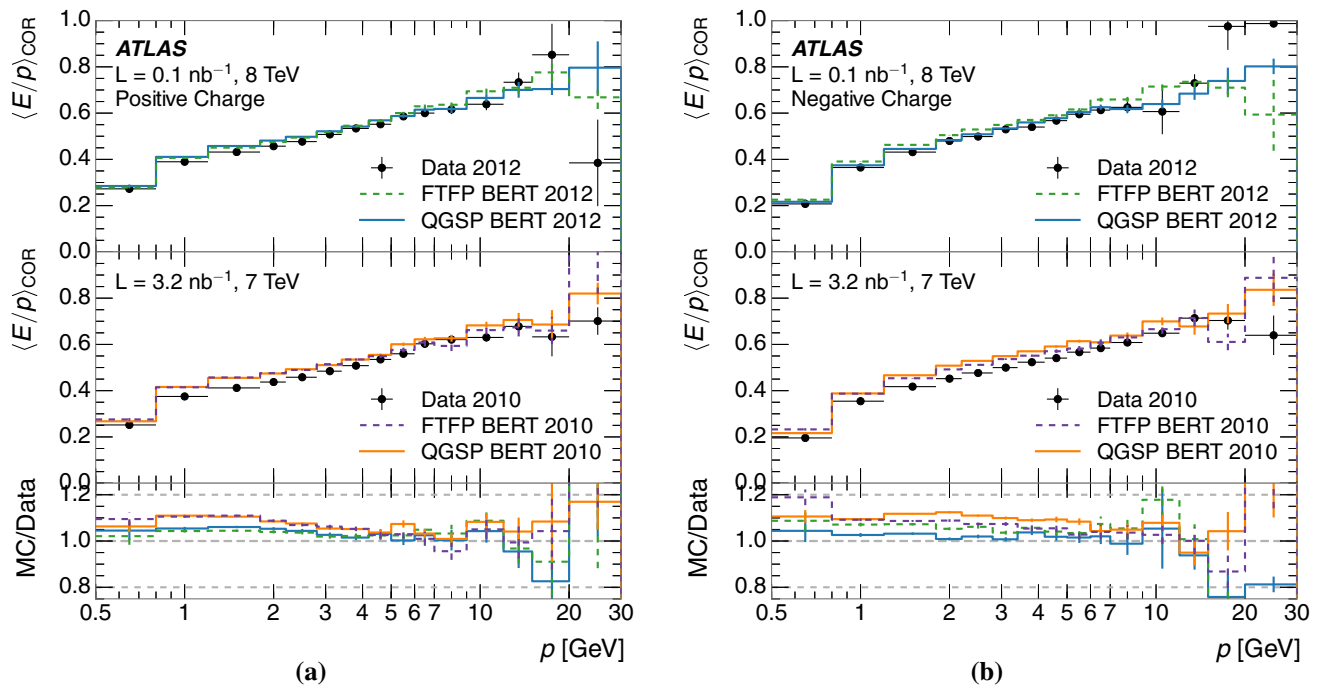 1.0
ATLAS
L = 0.1 nb−1, 8 TeV
Positive Charge
0.8
0.6
0.4
0.2
0.0
⟨E/p⟩COR
Data 2012
FTFP BERT 2012
QGSP BERT 2012
L = 3.2 nb−1, 7 TeV
0.8
0.6
0.4
0.2
0.0
⟨E/p⟩COR
Data 2010
FTFP BERT 2010
QGSP BERT 2010
1.2
1.0
0.8
MC/Data
0.5 1 2 3 4 5 6 7 10 20 30
p [GeV]
(a)
1.0
ATLAS
L = 0.1 nb−1, 8 TeV
Negative Charge
0.8
0.6
0.4
0.2
0.0
⟨E/p⟩COR
Data 2012
FTFP BERT 2012
QGSP BERT 2012
L = 3.2 nb−1, 7 TeV
0.8
0.6
0.4
0.2
0.0
⟨E/p⟩COR
Data 2010
FTFP BERT 2010
QGSP BERT 2010
1.2
1.0
0.8
MC/Data
0.5 1 2 3 4 5 6 7 10 20 30
p [GeV]
(b)